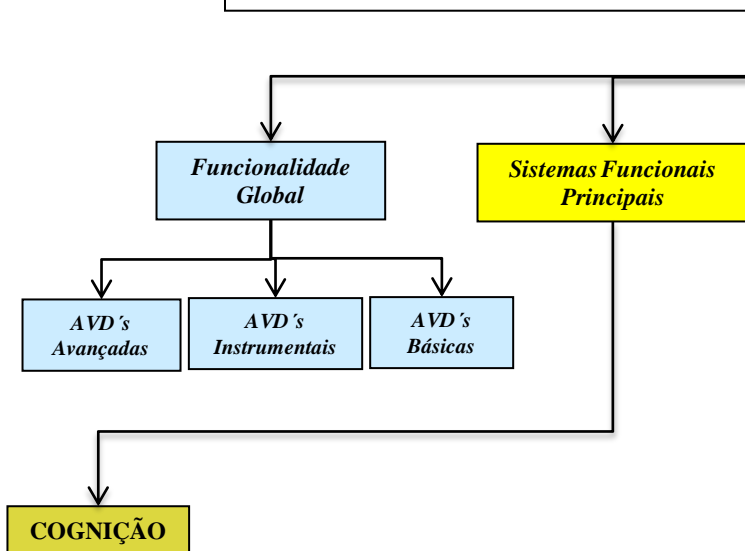 Funcionalidade
Global
Sistemas Funcionais
Principais
AVD´s
Avançadas
AVD´s
Instrumentais
AVD´s
Básicas
COGNIÇÃO